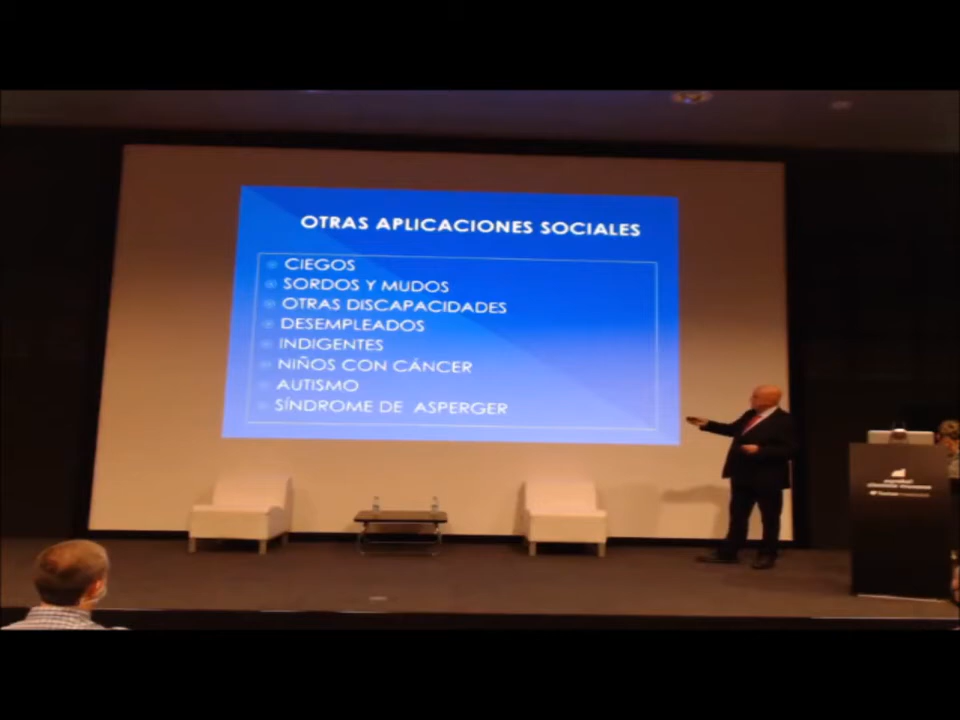 OTRAS APLICACIONES SOCIALES
CIEGOS
SORDOS Y MUDOS
OTRAS DISCAPACIDADES
DESEMPLEADOS
INDIGENTES
NIÑOS CON CÁNCER
AUTISMO
SÍNDROME DE ASPERGER